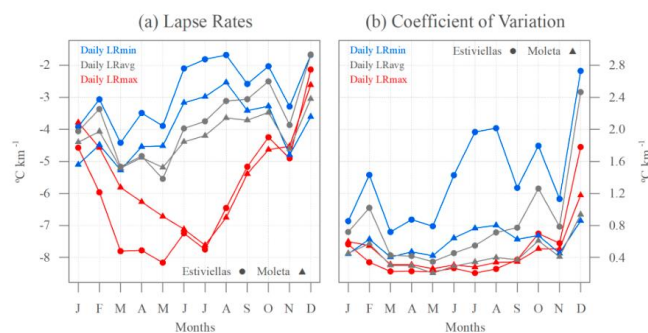 (a) Lapse Rates
(b) Coefficient of Variation
Daily LRmin
Daily LRavg
Daily LRmax
-2
-3
-4
-5
-6
-7
-8
ºC km -1
Estiviellas Moleta
J F M A M J J A S O N D
Months
Daily LRmin
Daily LRavg
Daily LRmax
Estiviellas Moleta
2.8
2.4
2.0
1.6
1.2
0.8
0.4
ºC km -1
J F M A M J J A S O N D
Months